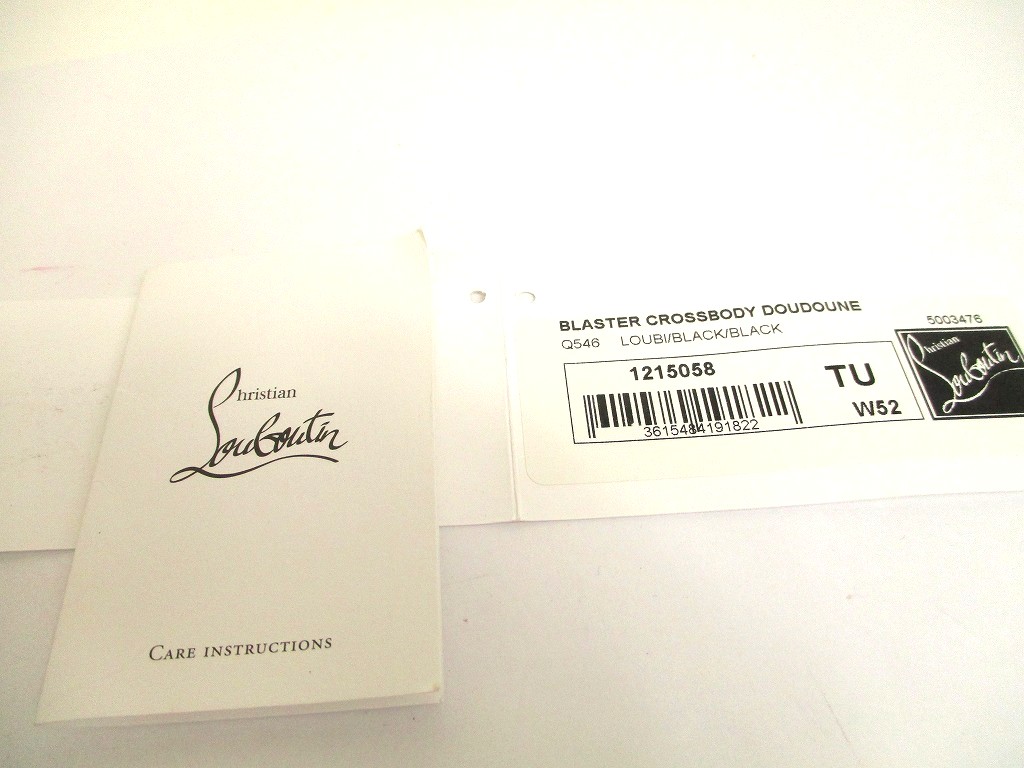 Christian
Louboutin
CARE INSTRUCTIONS
BLASTER CROSSBODY DOUDOUNE
Q546 LOUBI/BLACK/BLACK
1215058
TU
W52
3615484191822
5003476
Christian
Louboutin